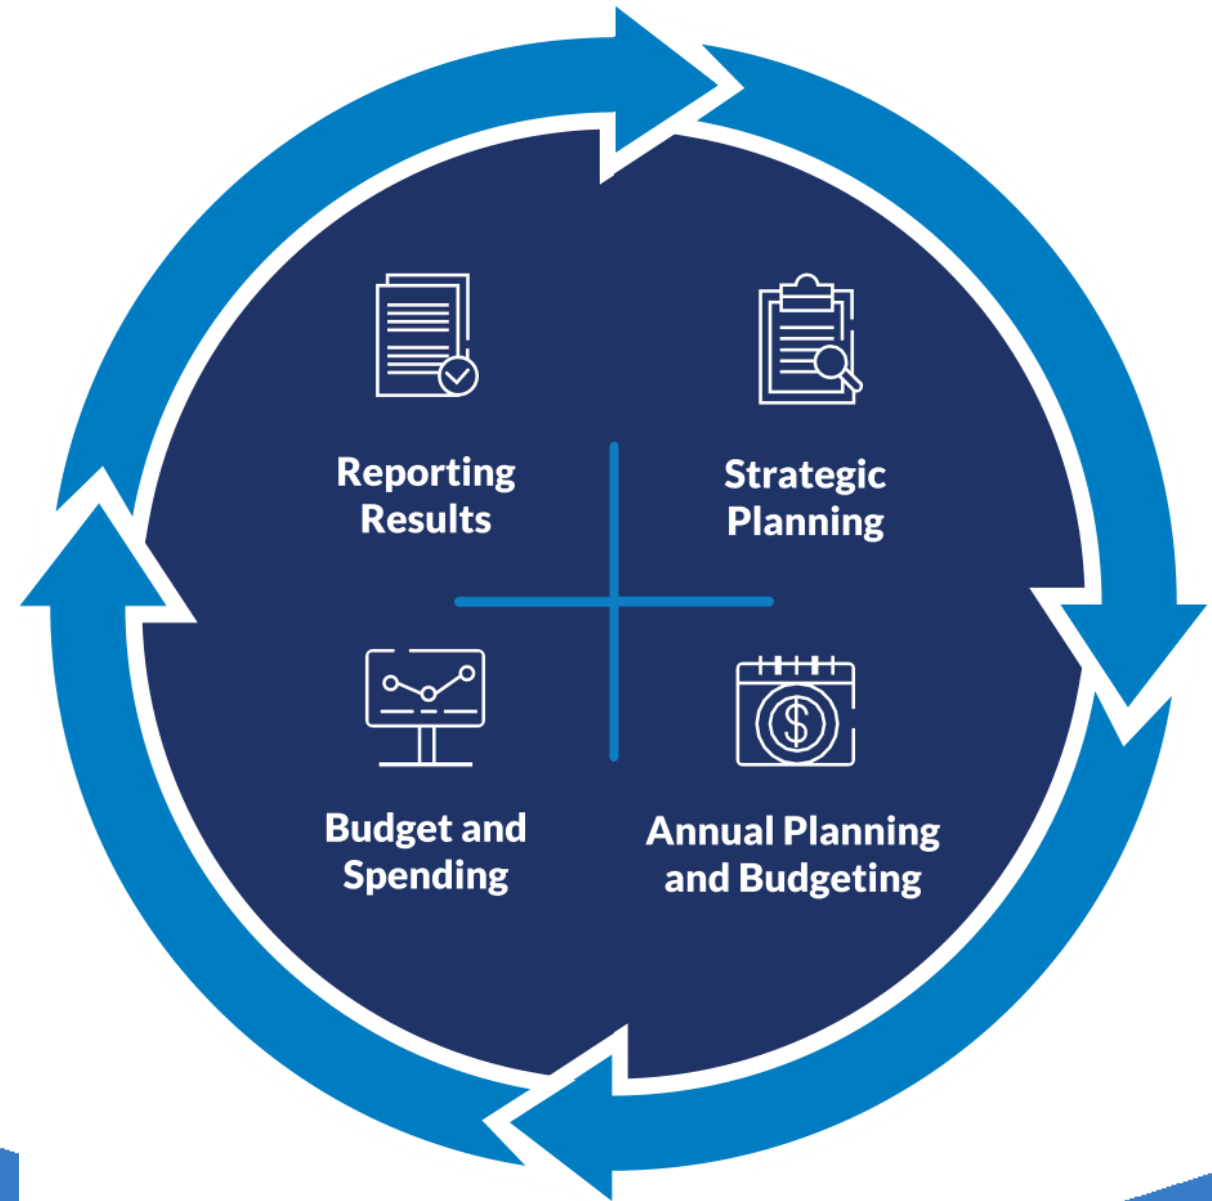 Reporting
Results
Strategic
Planning
$
Budget and
Spending
Annual Planning
and Budgeting